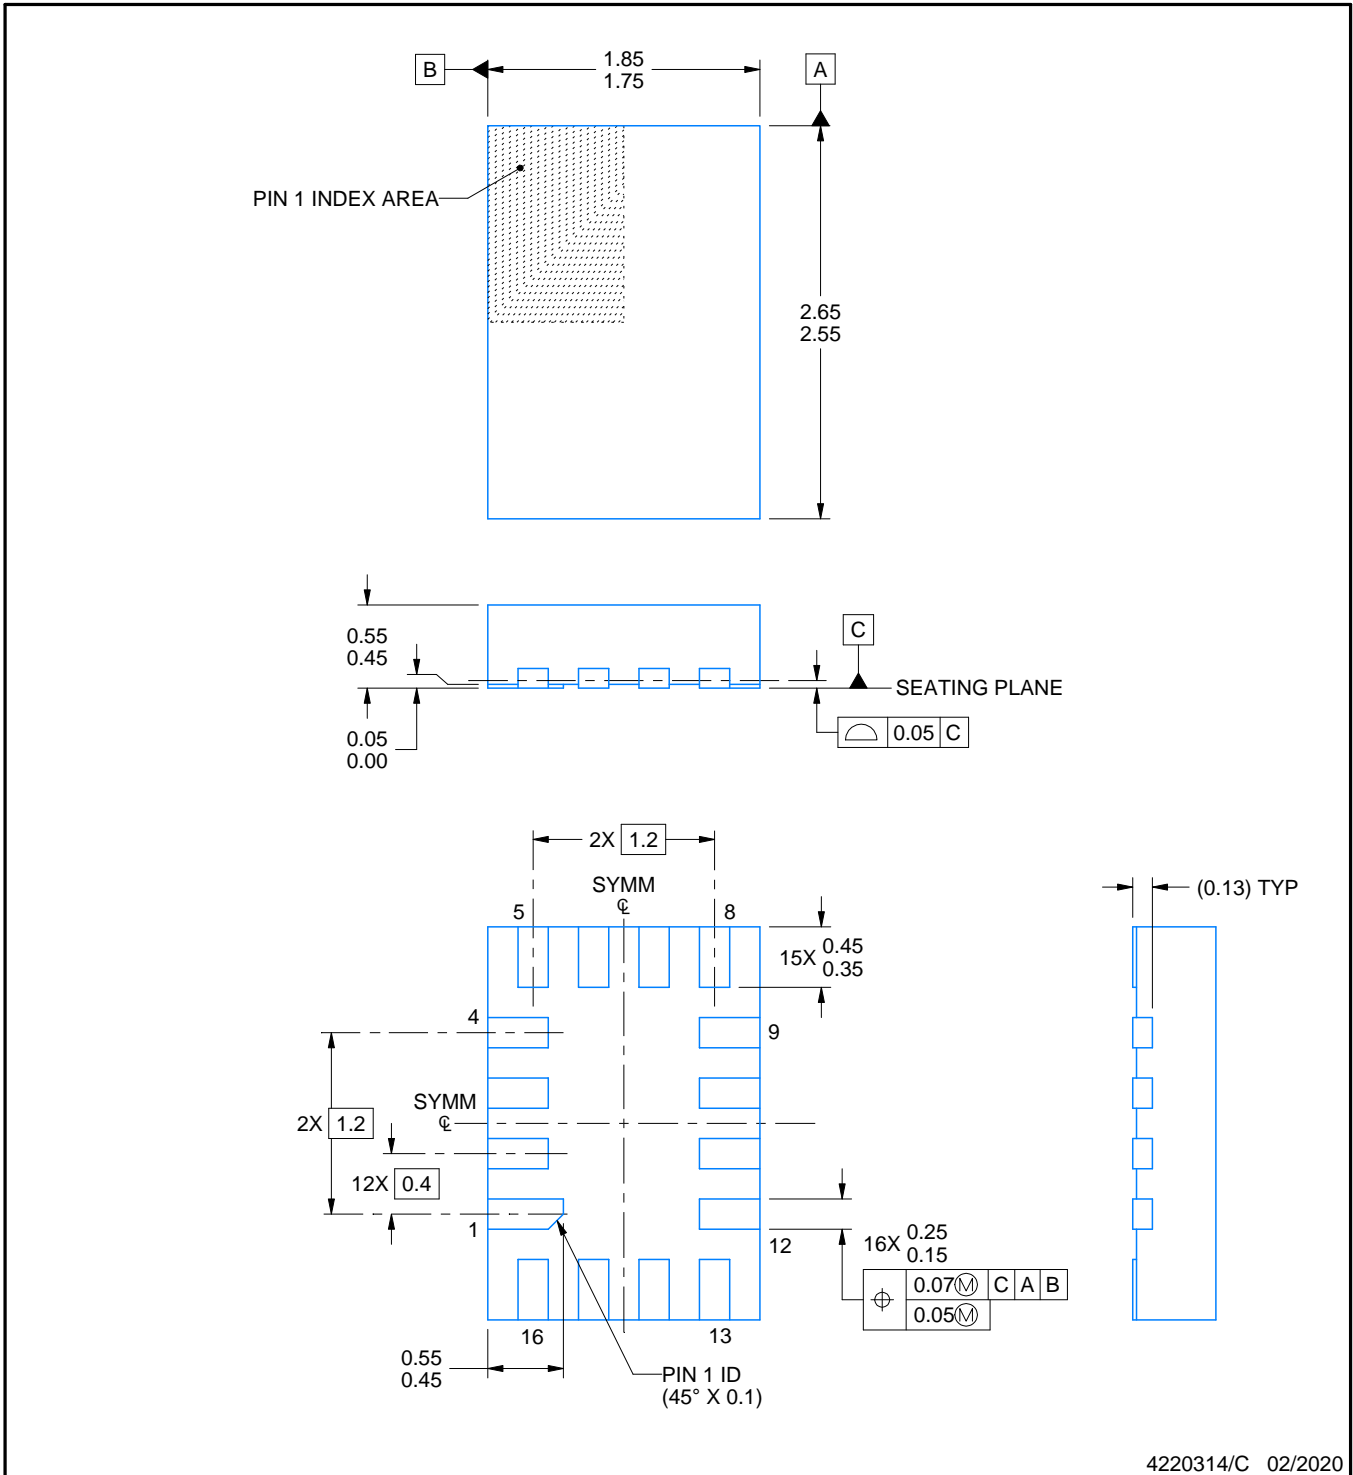 B
1.85
1.75
A
PIN 1 INDEX AREA
2.65
2.55
0.55
0.45
C
SEATING PLANE
0.05 C
0.05
0.00
2X 1.2
SYMM
℄
5
8
(0.13) TYP
15X 0.45
0.35
4
9
SYMM
℄
2X 1.2
12X 0.4
1
12
16X 0.25
0.15
0.07Ⓜ C A B
0.05Ⓜ
16
13
0.55
0.45
PIN 1 ID
(45° X 0.1)
4220314/C 02/2020